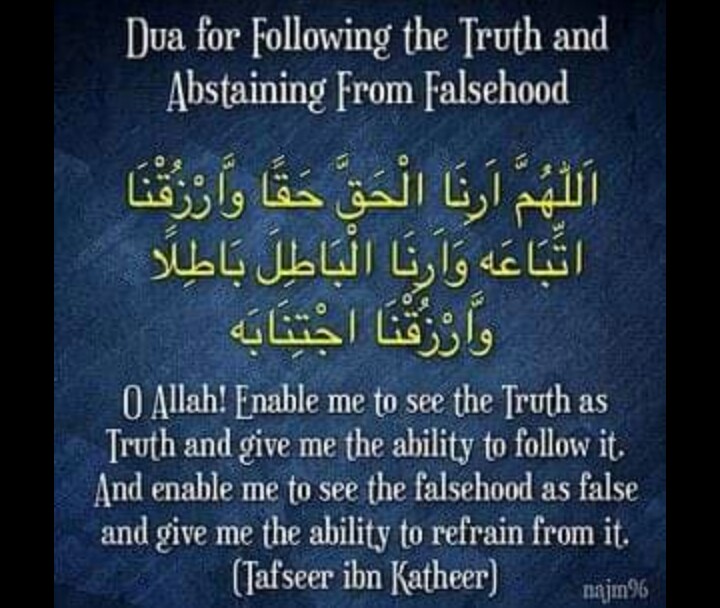 Dua for Following the Truth and
Abstaining From Falsehood
اَللّٰهُمَّ اَرِنَا الْحَقَّ حَقًّا وَّارْزُقْنَا
اتِّبَاعَه وَاَرِنَا الْبَاطِلَ بَاطِلًا
وَّارْزُقْنَا اجْتِنَابَه
O Allah! Enable me to see the Truth as
Truth and give me the ability to follow it.
And enable me to see the falsehood as false
and give me the ability to refrain from it.
(Tafseer ibn Katheer)
najm96